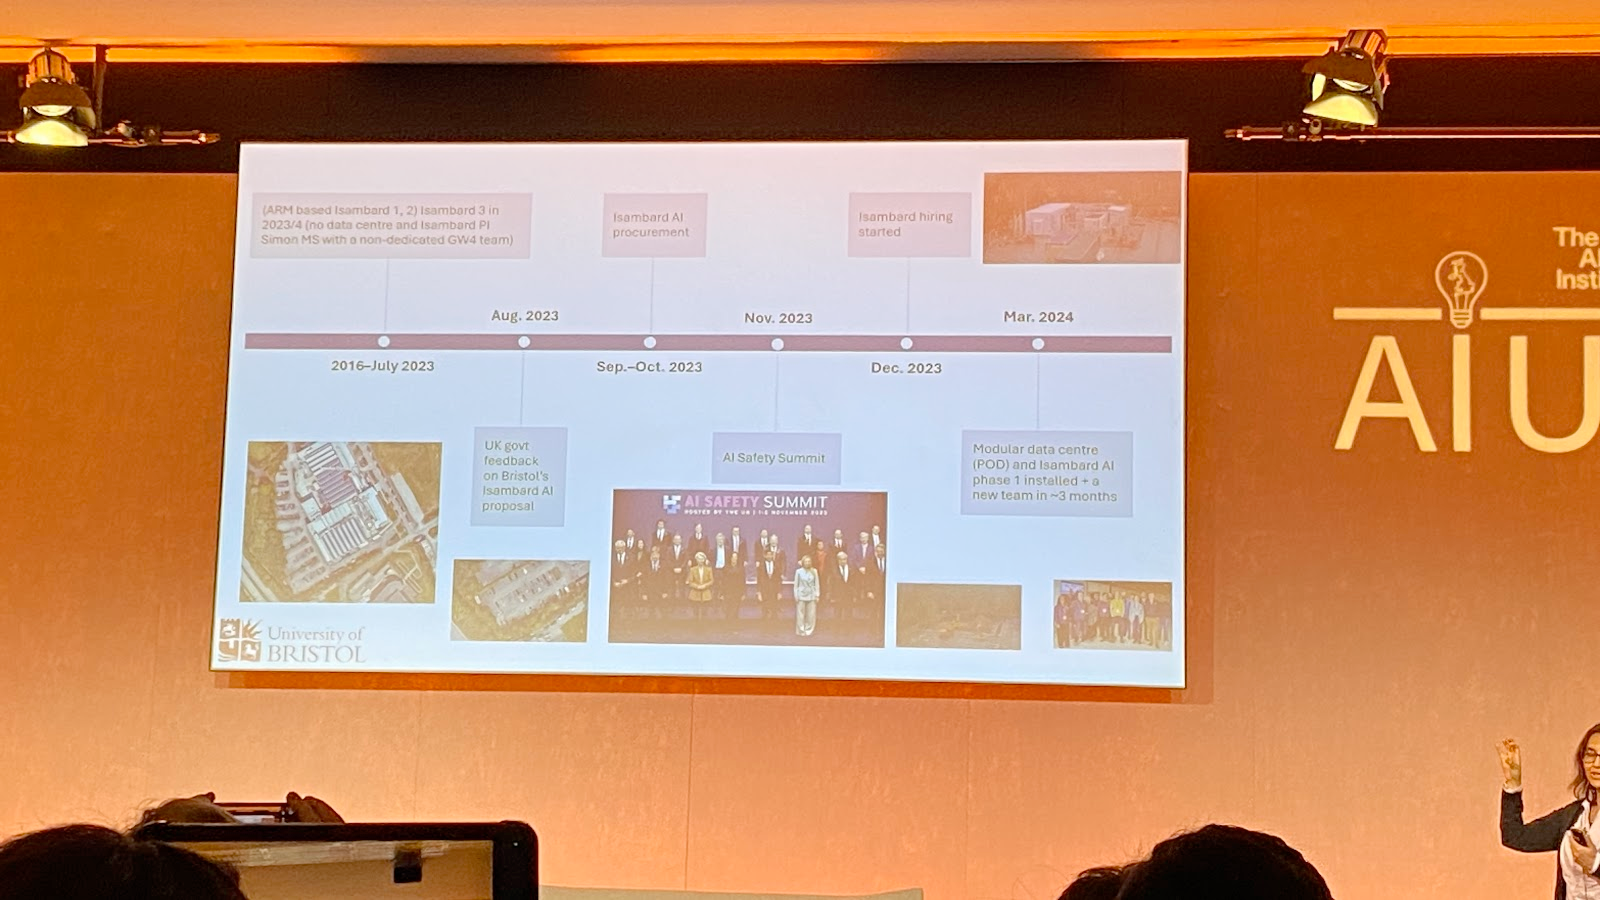 (ARM based Isambard 1, 2) Isambard 3 in
2023/4 (no data centre and Isambard PI
Simon MS with a non-dedicated GW4 team)
Isambard AI
procurement
Isambard hiring
started
Aug. 2023
Nov. 2023
Mar. 2024
2016–July 2023
Sep.–Oct. 2023
Dec. 2023
UK govt
feedback
on Bristol's
Isambard AI
proposal
AI Safety Summit
Modular data centre
(POD) and Isambard AI
phase 1 installed + a
new team in ~3 months
AI SAFETY SUMMIT
HOSTED BY THE UK | 1-2 NOVEMBER 2023
University of
BRISTOL
The
AIU